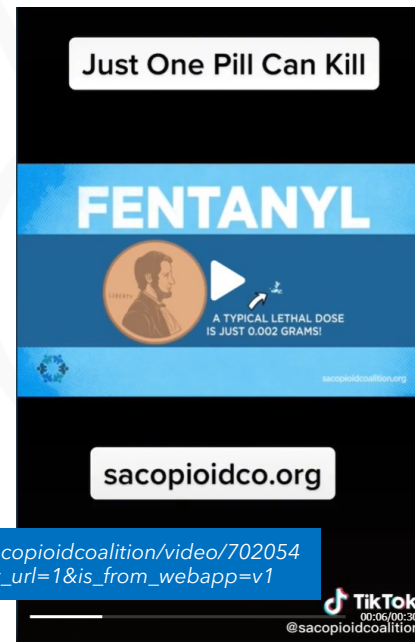 Just One Pill Can Kill
FENTANYL
LIBERTY
A TYPICAL LETHAL DOSE
IS JUST 0.002 GRAMS!
sacopioidcoalition.org
sacopioidco.org
copioidcoalition/video/702054
_url=1&is_from_webapp=v1
TikTok
00:06/00:30
@sacopioidcoalition